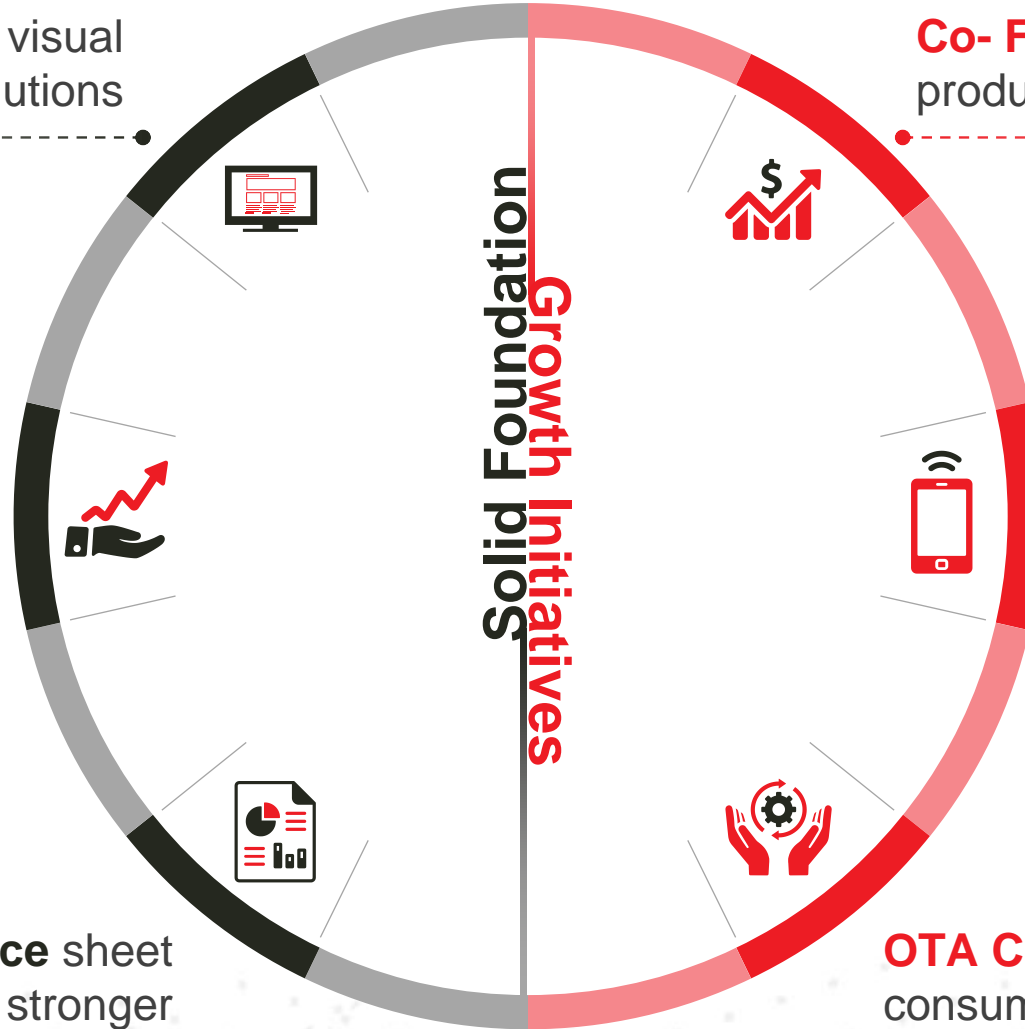 visual
utions
Co- F
produ
Solid Foundation
Growth Initiatives
$
ce sheet
stronger
OTA C
consum